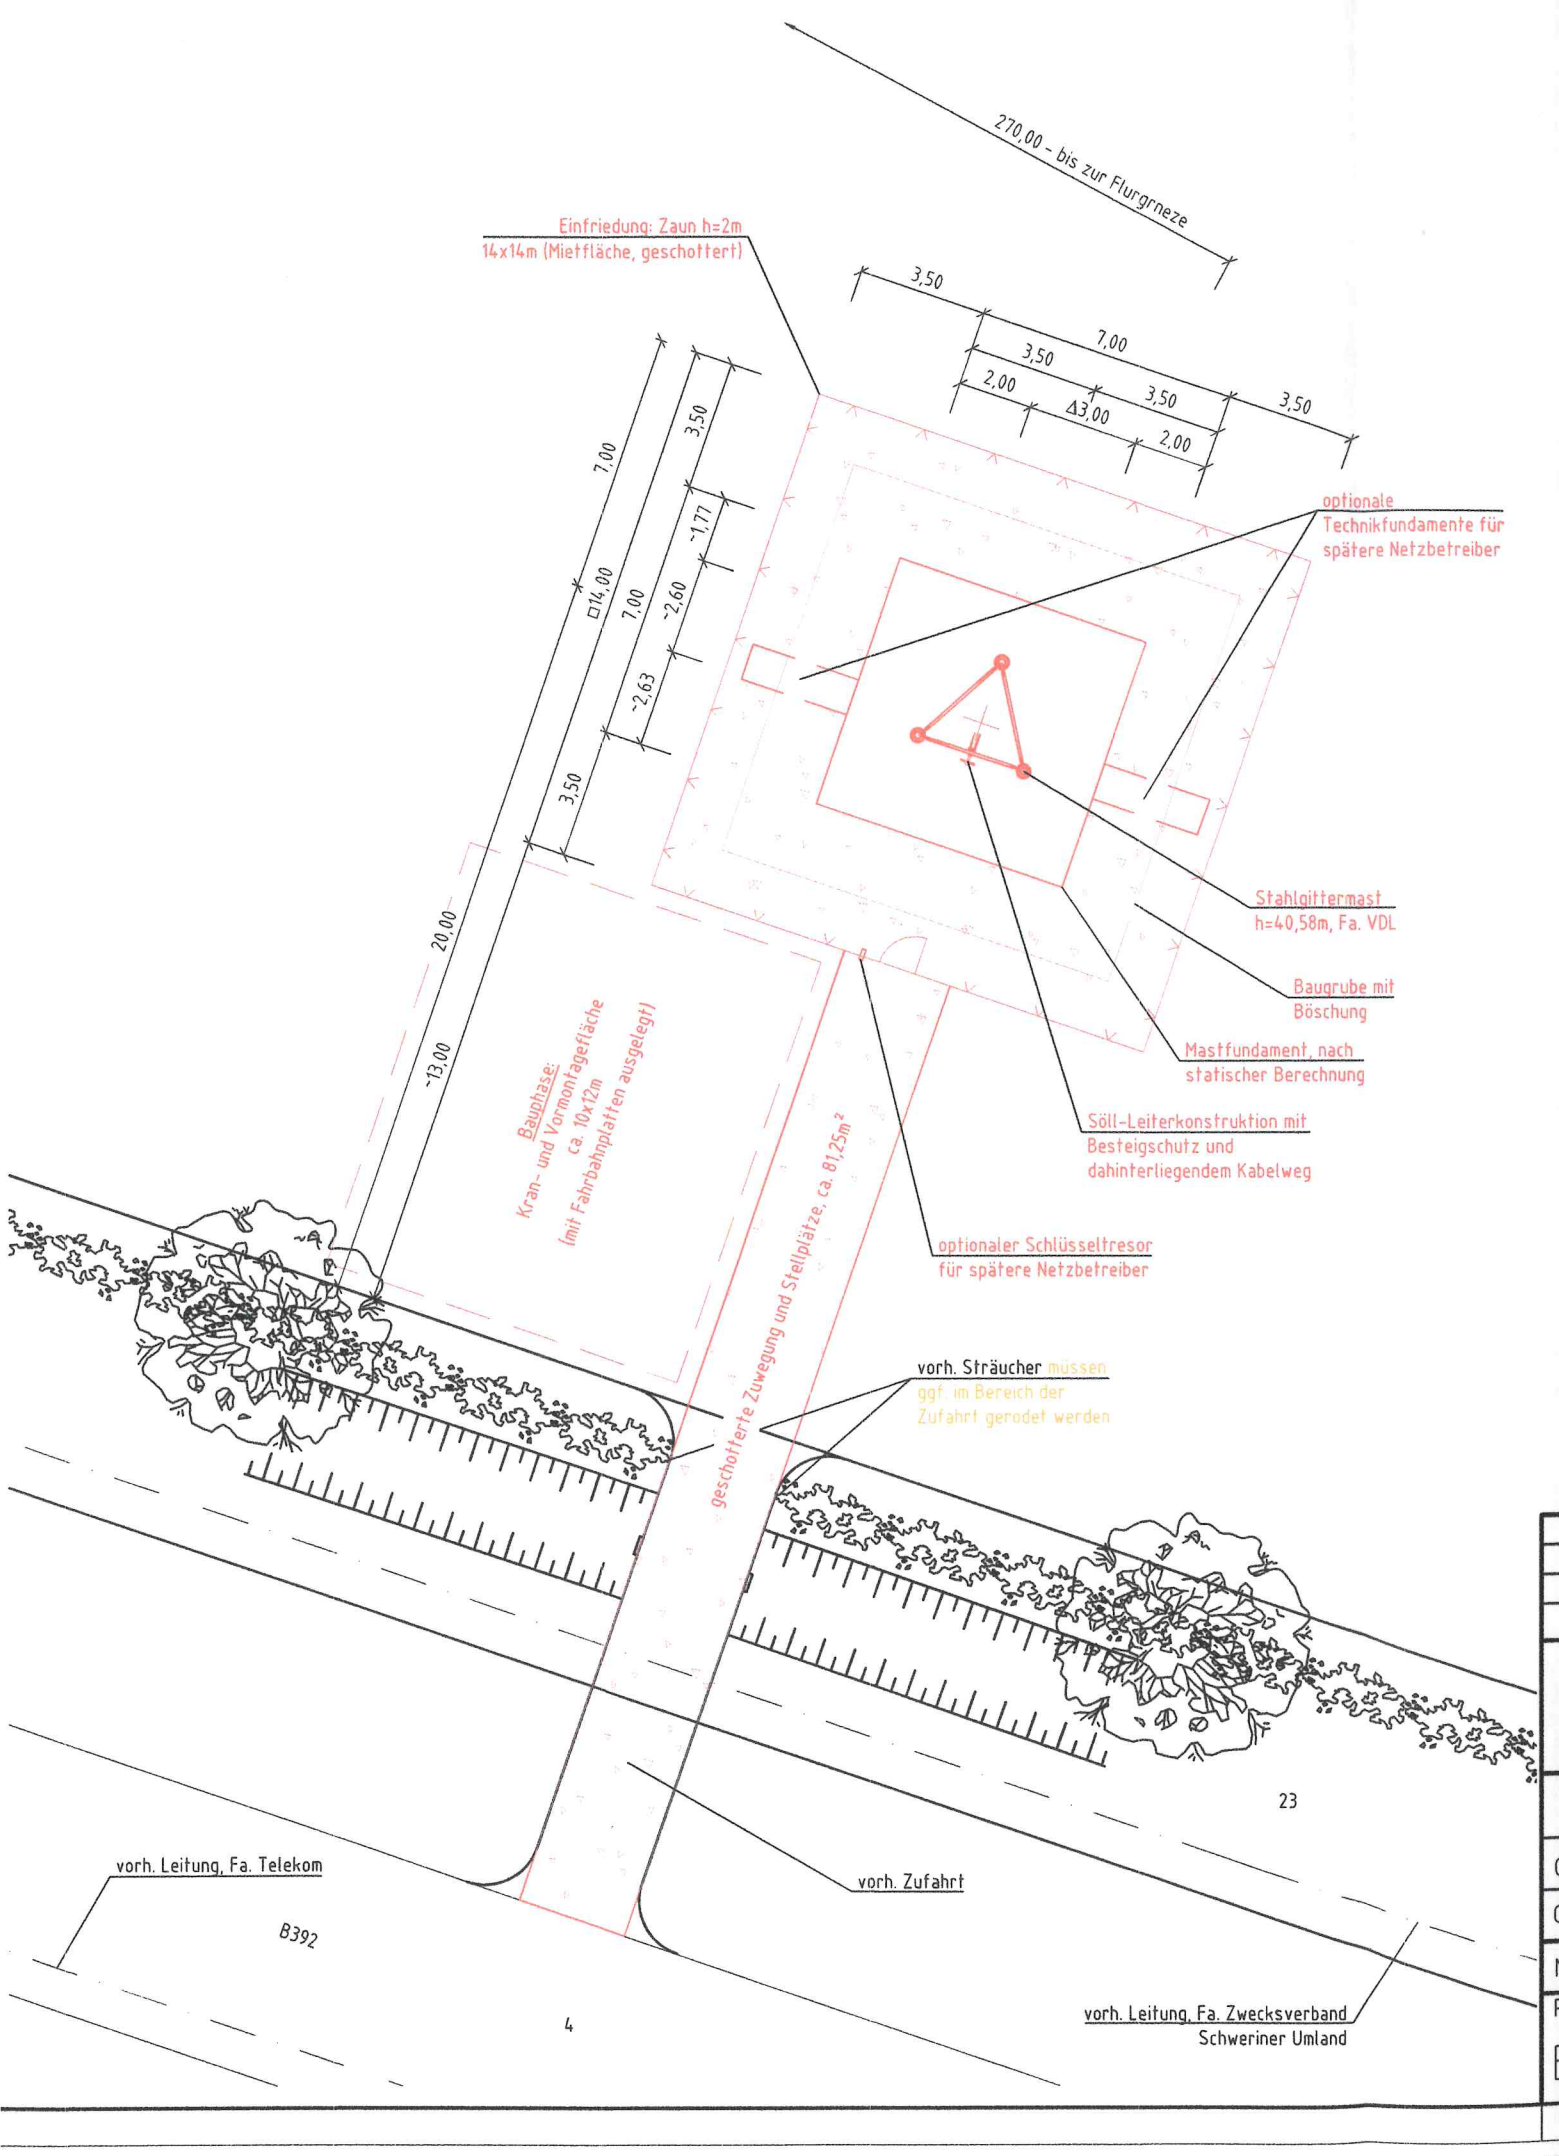 270,00 - bis zur Flurgrneze
Einfriedung: Zaun h=2m
14x14m (Mietfläche, geschottert)
3,50
7,00
3,50
3,50
3,50
2,00
Δ3,00
2,00
7,00
3,50
□14,00
7,00
~1,77
~2,60
~2,63
3,50
20,00
~13,00
optionale
Technikfundamente für
spätere Netzbetreiber
Stahlgittermast
h=40,58m, Fa. VDL
Baugrube mit
Böschung
Mastfundament, nach
statischer Berechnung
Söll-Leiterkonstruktion mit
Besteigschutz und
dahinterliegendem Kabelweg
optionaler Schlüsseltresor
für spätere Netzbetreiber
Bauphase:
Kran- und Vormontagefläche
ca. 10x12m
(mit Fahrbahnplatten ausgelegt)
geschotterte Zuwegung und Stellplätze, ca. 81,25m²
vorh. Sträucher müssen
ggf. im Bereich der
Zufahrt gerodet werden
23
vorh. Zufahrt
vorh. Leitung, Fa. Telekom
B392
4
vorh. Leitung, Fa. Zwecksverband
Schweriner Umland